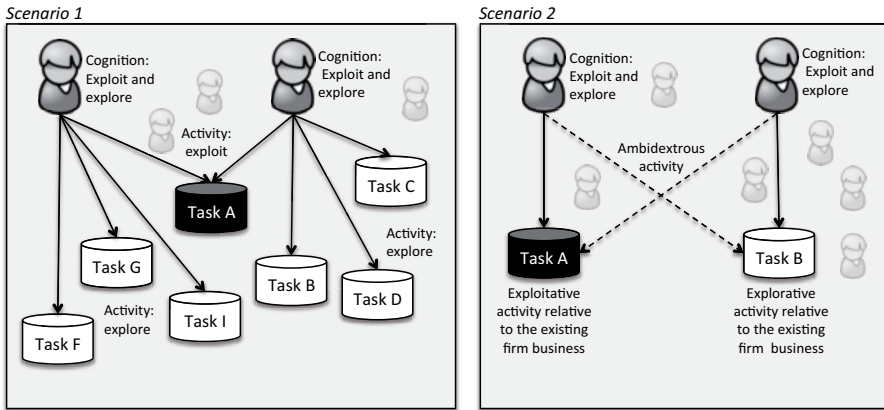 Scenario 1
Cognition:
Exploit and
explore
Cognition:
Exploit and
explore
Activity:
exploit
Task A
Task C
Activity:
explore
Task G
Task B
Task D
Activity:
explore
Task I
Task F
Scenario 2
Cognition:
Exploit and
explore
Cognition:
Exploit and
explore
Ambidextrous
activity
Task A
Task B
Exploitative
activity relative
to the existing
firm business
Explorative
activity relative
to the existing
firm business